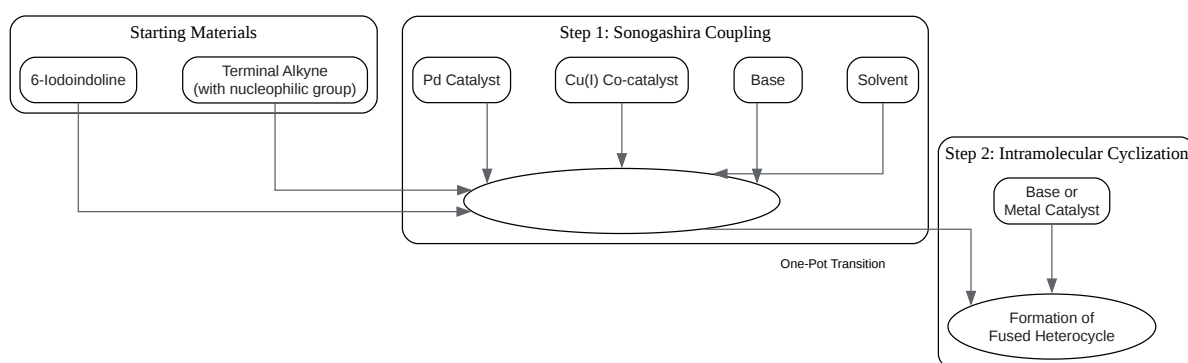 Starting Materials
6-Iodoindoline
Terminal Alkyne
(with nucleophilic group)
Step 1: Sonogashira Coupling
Pd Catalyst
Cu(I) Co-catalyst
Base
Solvent
One-Pot Transition
Step 2: Intramolecular Cyclization
Base or
Metal Catalyst
Formation of
Fused Heterocycle